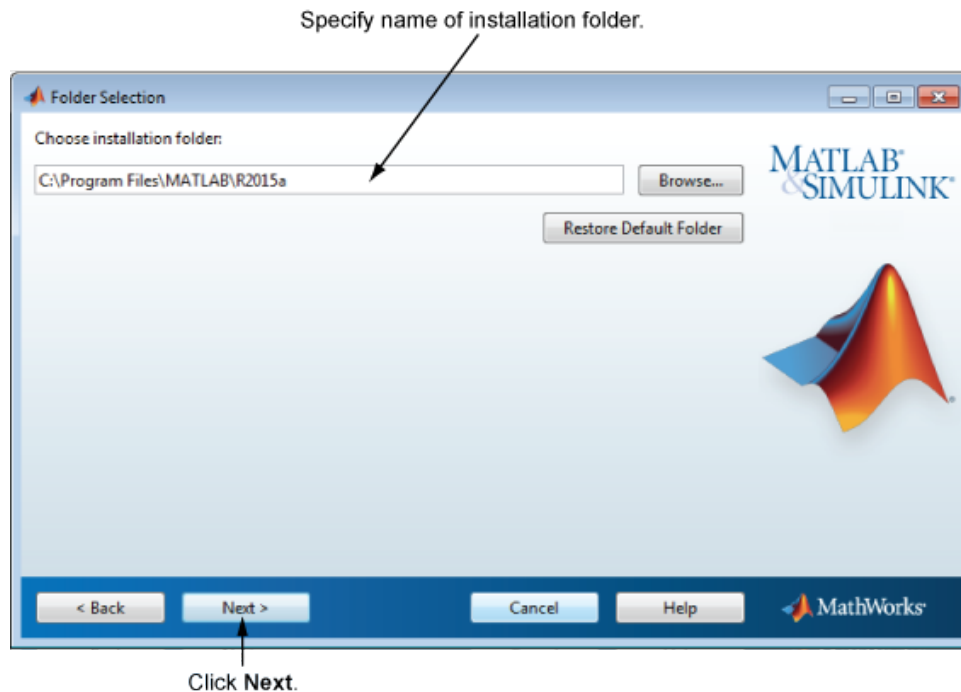 Specify name of installation folder.
Folder Selection
Choose installation folder:
C:\Program Files\MATLAB\R2015a
Browse...
Restore Default Folder
MATLAB®
&SIMULINK®
®
< Back
Next >
Cancel
Help
MathWorks®
Click Next.